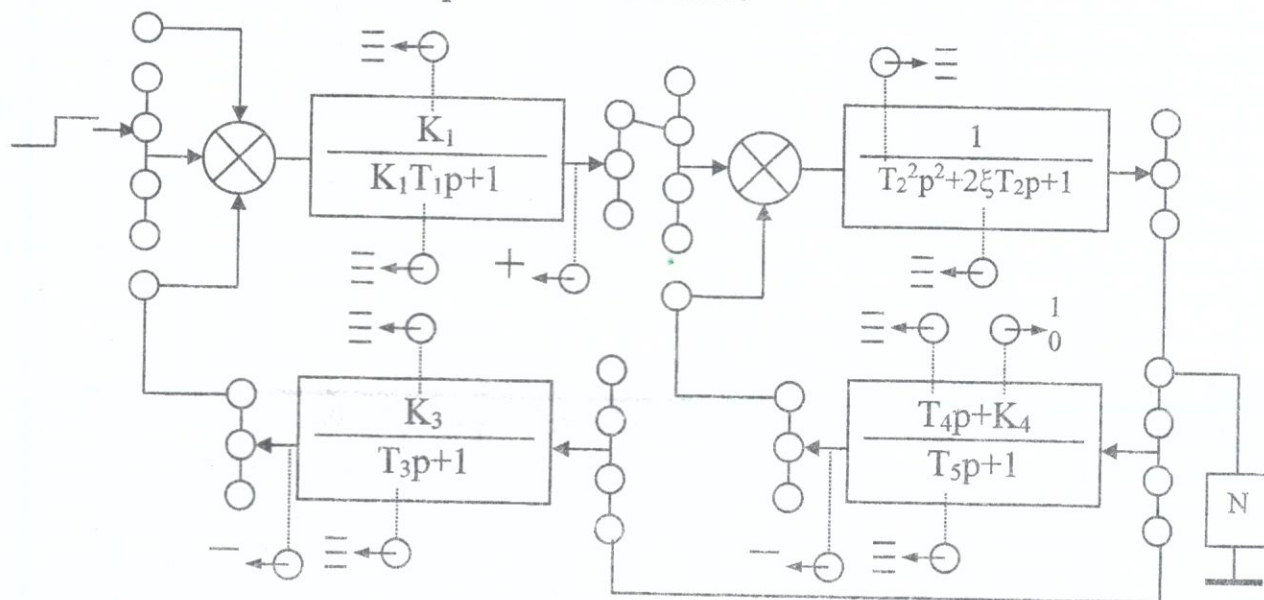 K₁
K₁T₁p+1
+
1
T₂²p²+2ξT₂p+1
K₃
T₃p+1
−
1
0
T₄p+K₄
T₅p+1
−
N